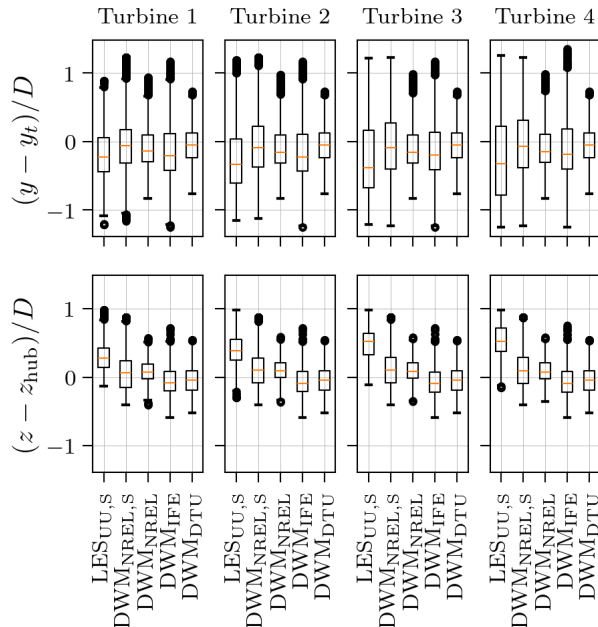 Turbine 1 Turbine 2 Turbine 3 Turbine 4
(y − y_t)/D
1
0
−1
(z − z_hub)/D
1
0
−1
LES_UU,S DWM_NREL,S DWM_NREL DWM_IFE DWM_DTU LES_UU,S DWM_NREL,S DWM_NREL DWM_IFE DWM_DTU LES_UU,S DWM_NREL,S DWM_NREL DWM_IFE DWM_DTU LES_UU,S DWM_NREL,S DWM_NREL DWM_IFE DWM_DTU